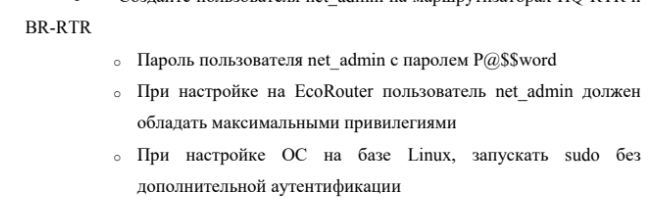 Создайте пользователя net_admin на маршрутизаторах HQ-RTR и
BR-RTR
o Пароль пользователя net_admin с паролем P@$$word
o При настройке на EcoRouter пользователь net_admin должен
обладать максимальными привилегиями
o При настройке ОС на базе Linux, запускать sudo без
дополнительной аутентификации